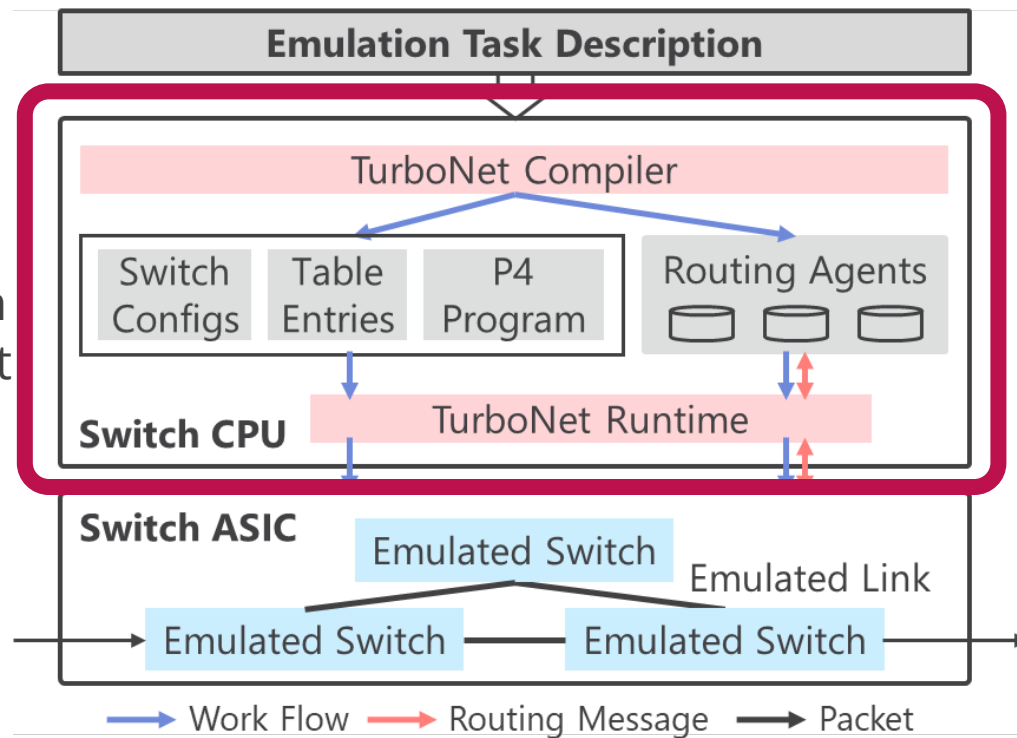 Emulation Task Description
TurboNet Compiler
Switch Configs
Table Entries
P4 Program
Routing Agents
TurboNet Runtime
Switch CPU
Switch ASIC
Emulated Switch
Emulated Link
Emulated Switch
Emulated Switch
Work Flow
Routing Message
Packet